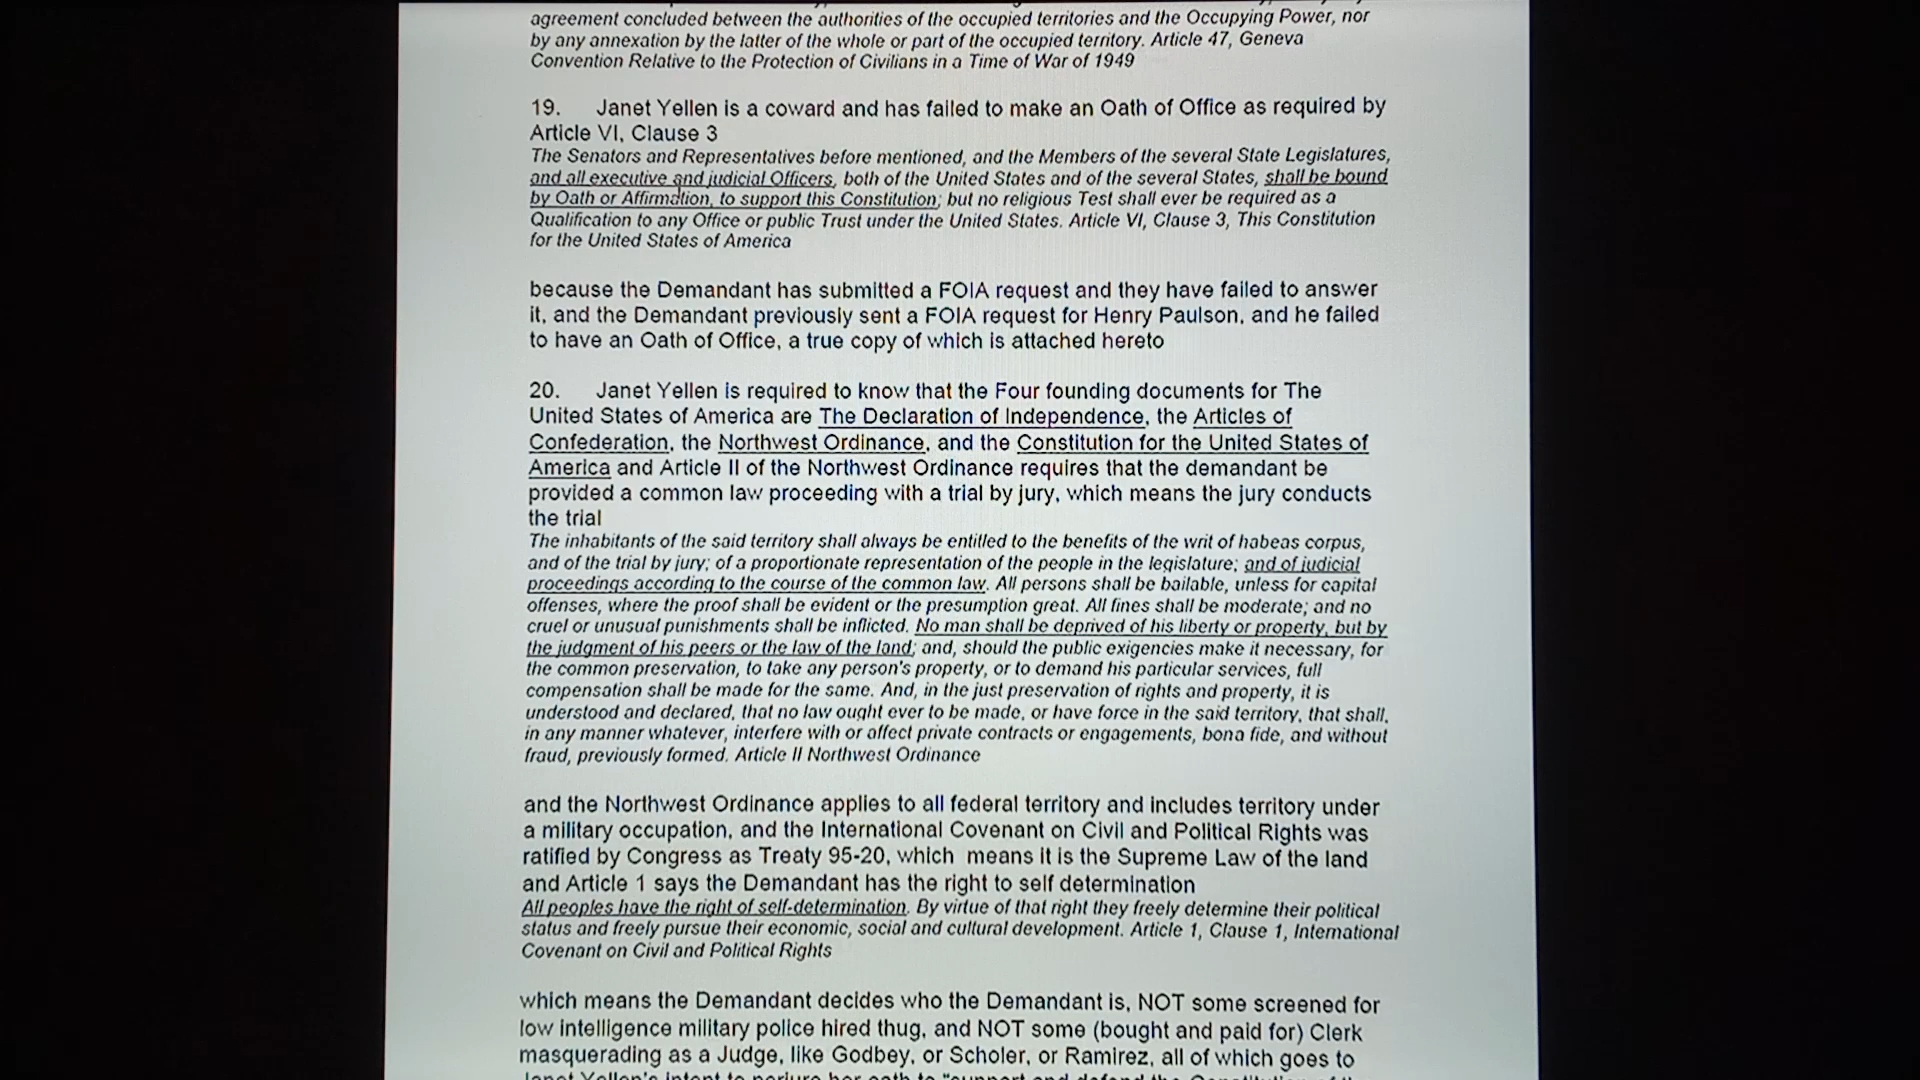 agreement concluded between the authorities of the occupied territories and the Occupying Power, nor
by any annexation by the latter of the whole or part of the occupied territory. Article 47, Geneva
Convention Relative to the Protection of Civilians in a Time of War of 1949
19. Janet Yellen is a coward and has failed to make an Oath of Office as required by
Article VI, Clause 3
The Senators and Representatives before mentioned, and the Members of the several State Legislatures,
and all executive and judicial Officers, both of the United States and of the several States, shall be bound
by Oath or Affirmation, to support this Constitution; but no religious Test shall ever be required as a
Qualification to any Office or public Trust under the United States. Article VI, Clause 3, This Constitution
for the United States of America
because the Demandant has submitted a FOIA request and they have failed to answer
it, and the Demandant previously sent a FOIA request for Henry Paulson, and he failed
to have an Oath of Office, a true copy of which is attached hereto
20. Janet Yellen is required to know that the Four founding documents for The
United States of America are The Declaration of Independence, the Articles of
Confederation, the Northwest Ordinance, and the Constitution for the United States of
America and Article II of the Northwest Ordinance requires that the demandant be
provided a common law proceeding with a trial by jury, which means the jury conducts
the trial
The inhabitants of the said territory shall always be entitled to the benefits of the writ of habeas corpus,
and of the trial by jury; of a proportionate representation of the people in the legislature; and of judicial
proceedings according to the course of the common law. All persons shall be bailable, unless for capital
offenses, where the proof shall be evident or the presumption great. All fines shall be moderate; and no
cruel or unusual punishments shall be inflicted. No man shall be deprived of his liberty or property, but by
the judgment of his peers or the law of the land; and, should the public exigencies make it necessary, for
the common preservation, to take any person's property, or to demand his particular services, full
compensation shall be made for the same. And, in the just preservation of rights and property, it is
understood and declared, that no law ought ever to be made, or have force in the said territory, that shall,
in any manner whatever, interfere with or affect private contracts or engagements, bona fide, and without
fraud, previously formed. Article II Northwest Ordinance
and the Northwest Ordinance applies to all federal territory and includes territory under
a military occupation, and the International Covenant on Civil and Political Rights was
ratified by Congress as Treaty 95-20, which means it is the Supreme Law of the land
and Article 1 says the Demandant has the right to self determination
All peoples have the right of self-determination. By virtue of that right they freely determine their political
status and freely pursue their economic, social and cultural development. Article 1, Clause 1, International
Covenant on Civil and Political Rights
which means the Demandant decides who the Demandant is, NOT some screened for
low intelligence military police hired thug, and NOT some (bought and paid for) Clerk
masquerading as a Judge, like Godbey, or Scholer, or Ramirez, all of which goes to
Janet Yellen's intent to perjure her oath to "support and defend the Constitution of the